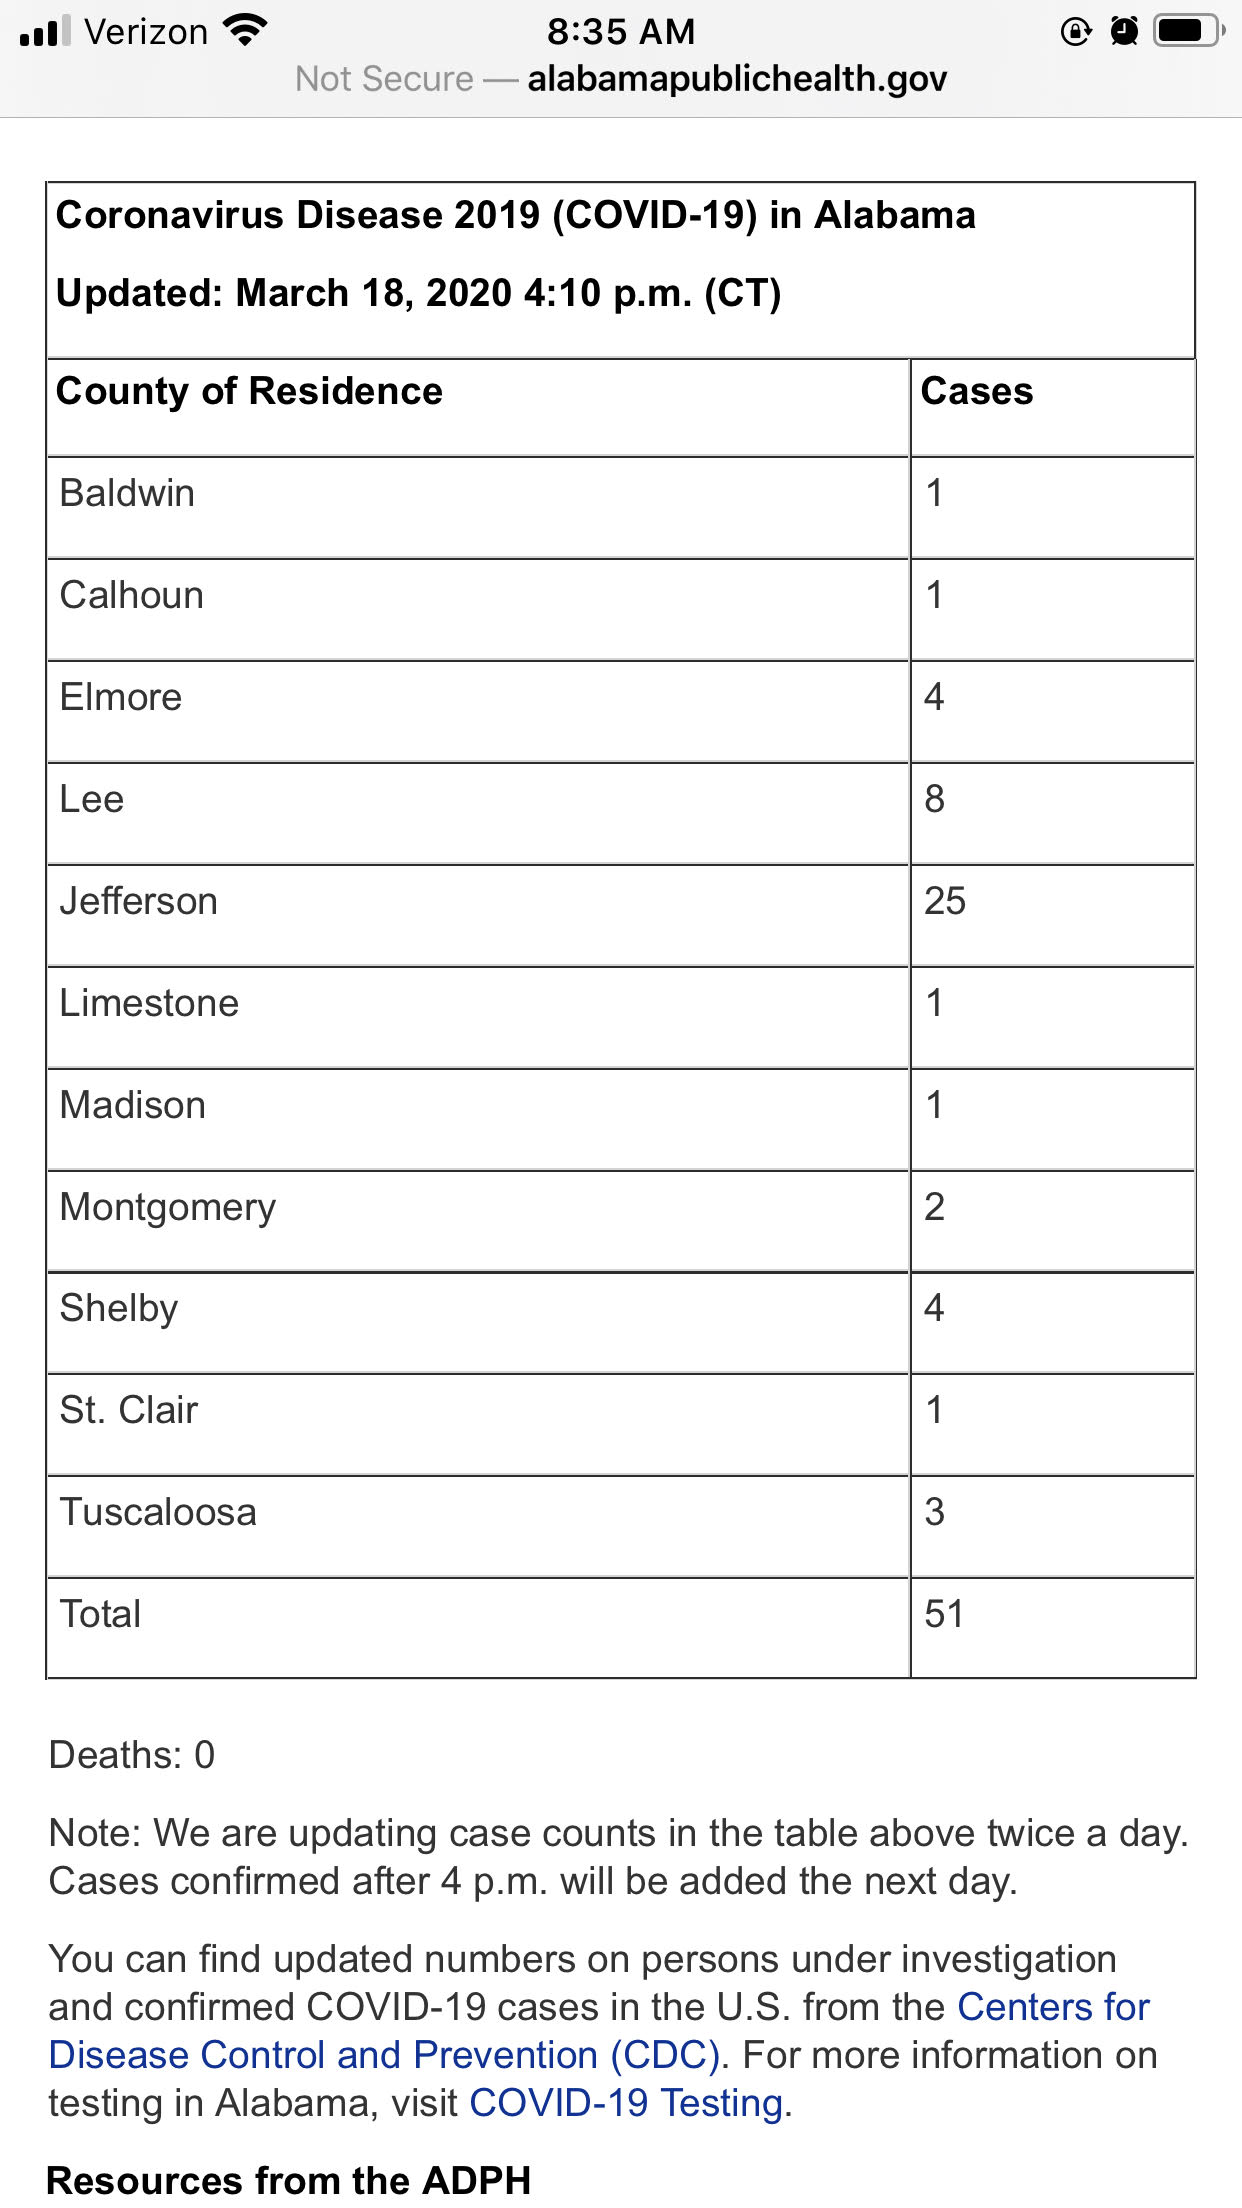 Verizon 8:35 AM
Not Secure — alabamapublichealth.gov
Coronavirus Disease 2019 (COVID-19) in Alabama
Updated: March 18, 2020 4:10 p.m. (CT)
County of Residence Cases
Baldwin 1
Calhoun 1
Elmore 4
Lee 8
Jefferson 25
Limestone 1
Madison 1
Montgomery 2
Shelby 4
St. Clair 1
Tuscaloosa 3
Total 51
Deaths: 0
Note: We are updating case counts in the table above twice a day.
Cases confirmed after 4 p.m. will be added the next day.
You can find updated numbers on persons under investigation
and confirmed COVID-19 cases in the U.S. from the Centers for
Disease Control and Prevention (CDC). For more information on
testing in Alabama, visit COVID-19 Testing.
Resources from the ADPH